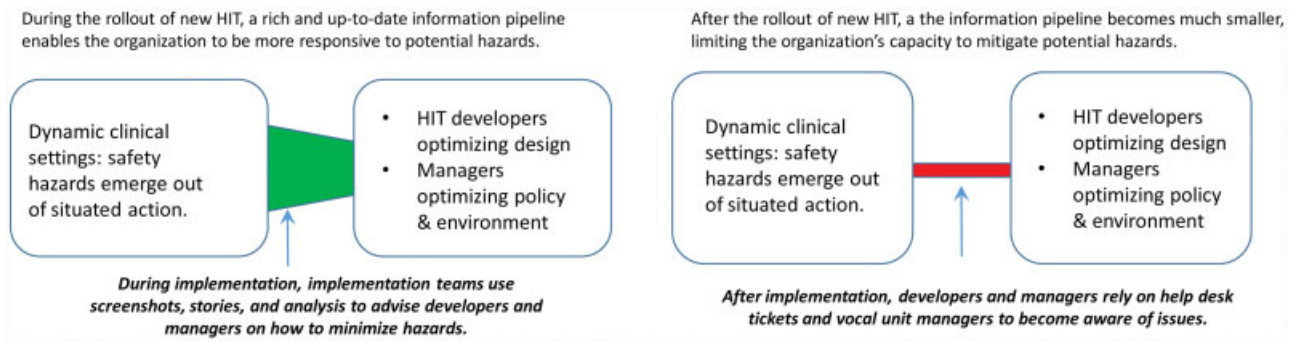 During the rollout of new HIT, a rich and up-to-date information pipeline
enables the organization to be more responsive to potential hazards.
Dynamic clinical
settings: safety
hazards emerge out
of situated action.
• HIT developers
optimizing design
• Managers
optimizing policy
& environment
During implementation, implementation teams use
screenshots, stories, and analysis to advise developers and
managers on how to minimize hazards.
After the rollout of new HIT, a the information pipeline becomes much smaller,
limiting the organization's capacity to mitigate potential hazards.
Dynamic clinical
settings: safety
hazards emerge out
of situated action.
• HIT developers
optimizing design
• Managers
optimizing policy
& environment
After implementation, developers and managers rely on help desk
tickets and vocal unit managers to become aware of issues.